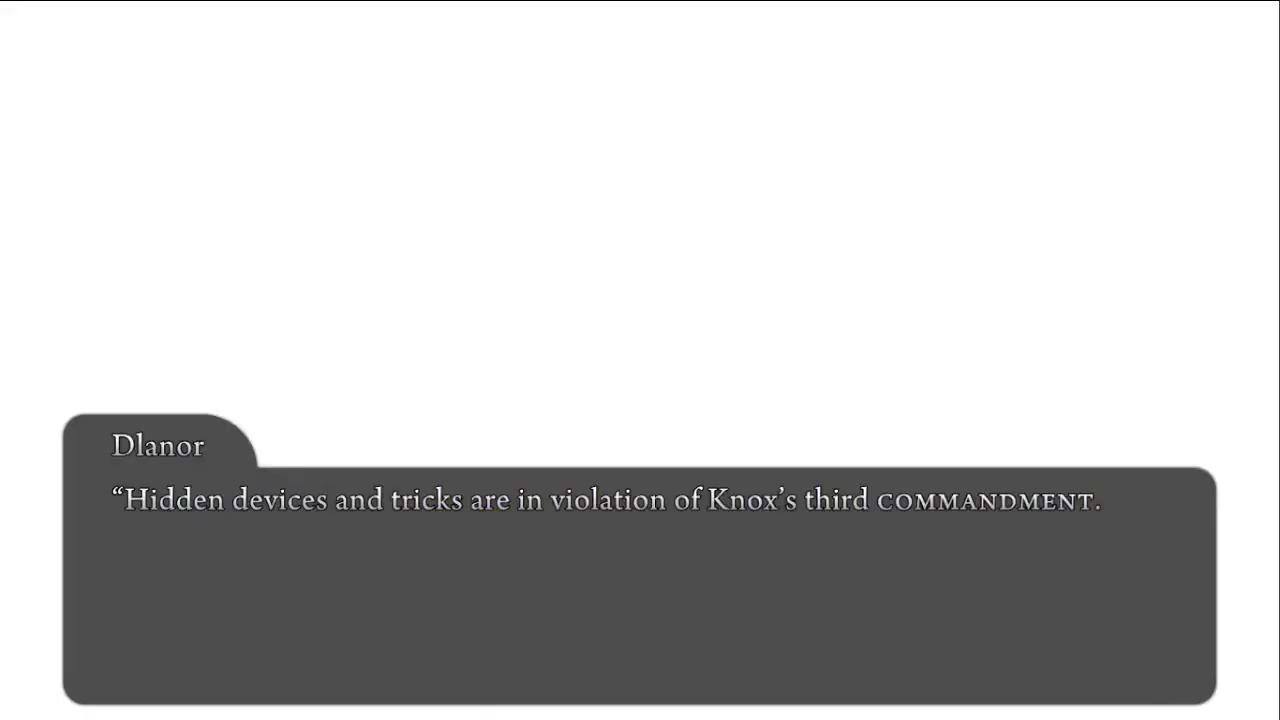 Dlanor
“Hidden devices and tricks are in violation of Knox’s third COMMANDMENT.